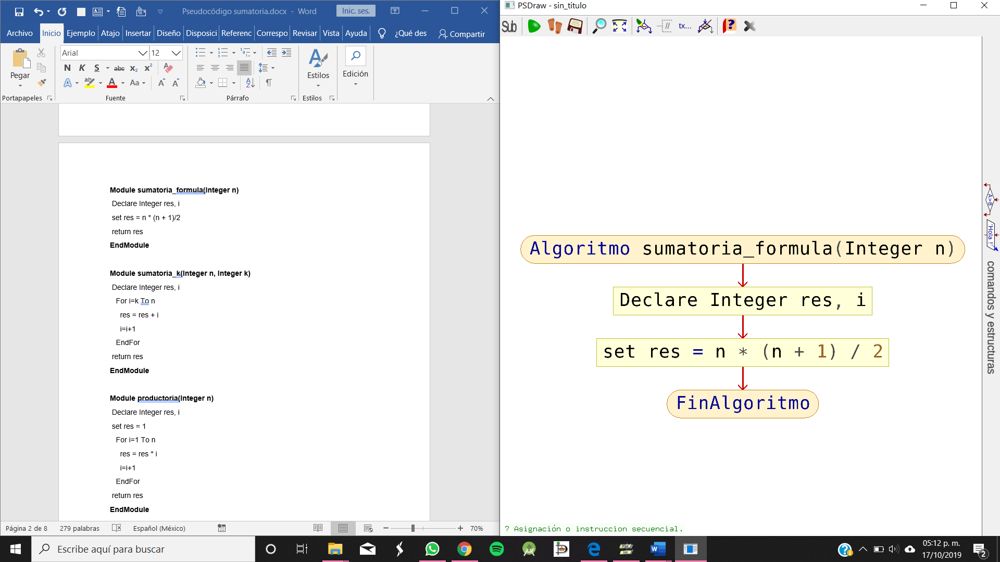 Pseudocódigo sumatoria.docx - Word
Inic. ses.
Archivo Inicio Ejemplo Atajo Insertar Diseño Disposici Referenc Correspo Revisar Vista Ayuda ¿Qué des Compartir
Arial 12
Pegar
N K S abc x₂ x²
A ab A Aa A A
Estilos
Edición
Portapapeles Fuente Párrafo Estilos
Module sumatoria_formula(Integer n)
Declare Integer res, i
set res = n * (n + 1)/2
return res
EndModule
Module sumatoria_k(Integer n, Integer k)
Declare Integer res, i
For i=k To n
res = res + i
i=i+1
EndFor
return res
EndModule
Module productoria(Integer n)
Declare Integer res, i
set res = 1
For i=1 To n
res = res * i
i=i+1
EndFor
return res
EndModule
Página 2 de 8 279 palabras Español (México) 70%
PSDraw - sin_titulo
Sub tx...
Algoritmo sumatoria_formula(Integer n)
Declare Integer res, i
set res = n * (n + 1) / 2
FinAlgoritmo
A>B
'Hola !'
comandos y estructuras
? Asignación o instruccion secuencial.
Escribe aquí para buscar
05:12 p. m.
17/10/2019
2